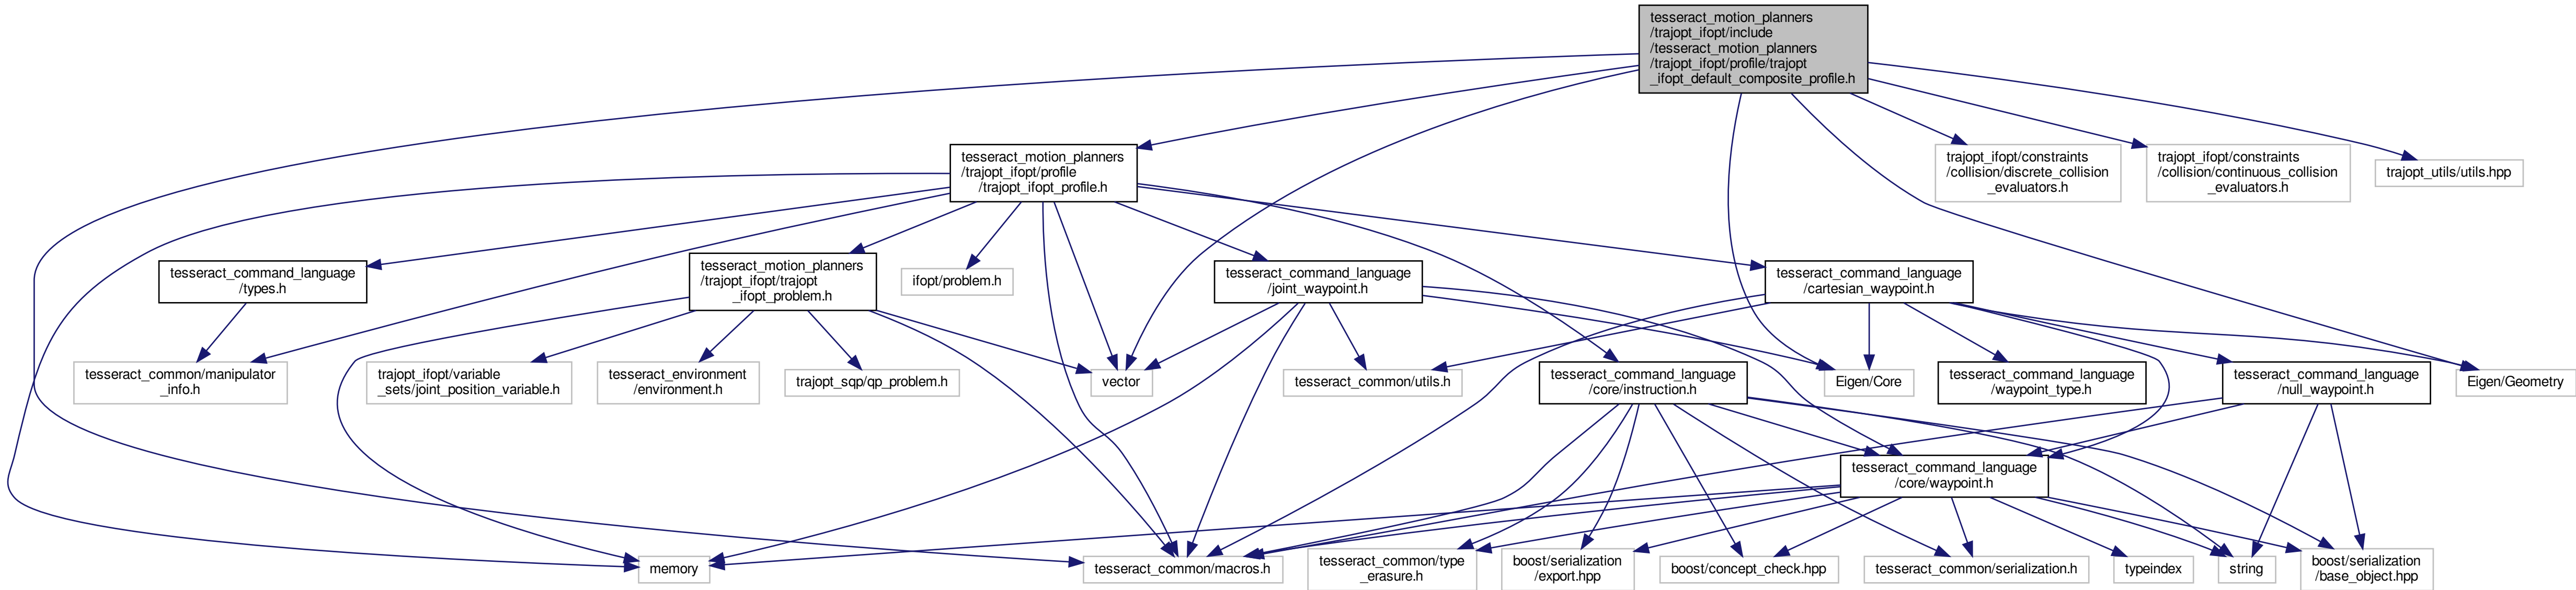 tesseract_motion_planners
/trajopt_ifopt/include
/tesseract_motion_planners
/trajopt_ifopt/profile/trajopt
_ifopt_default_composite_profile.h
tesseract_motion_planners
/trajopt_ifopt/profile
/trajopt_ifopt_profile.h
trajopt_ifopt/constraints
/collision/discrete_collision
_evaluators.h
trajopt_ifopt/constraints
/collision/continuous_collision
_evaluators.h
trajopt_utils/utils.hpp
tesseract_command_language
/types.h
tesseract_motion_planners
/trajopt_ifopt/trajopt
_ifopt_problem.h
ifopt/problem.h
tesseract_command_language
/joint_waypoint.h
tesseract_command_language
/cartesian_waypoint.h
tesseract_common/manipulator
_info.h
trajopt_ifopt/variable
_sets/joint_position_variable.h
tesseract_environment
/environment.h
trajopt_sqp/qp_problem.h
vector
tesseract_common/utils.h
tesseract_command_language
/core/instruction.h
Eigen/Core
tesseract_command_language
/waypoint_type.h
tesseract_command_language
/null_waypoint.h
Eigen/Geometry
tesseract_command_language
/core/waypoint.h
memory
tesseract_common/macros.h
tesseract_common/type
_erasure.h
boost/serialization
/export.hpp
boost/concept_check.hpp
tesseract_common/serialization.h
typeindex
string
boost/serialization
/base_object.hpp